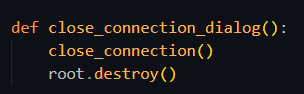 def close_connection_dialog():
    close_connection()
    root.destroy()